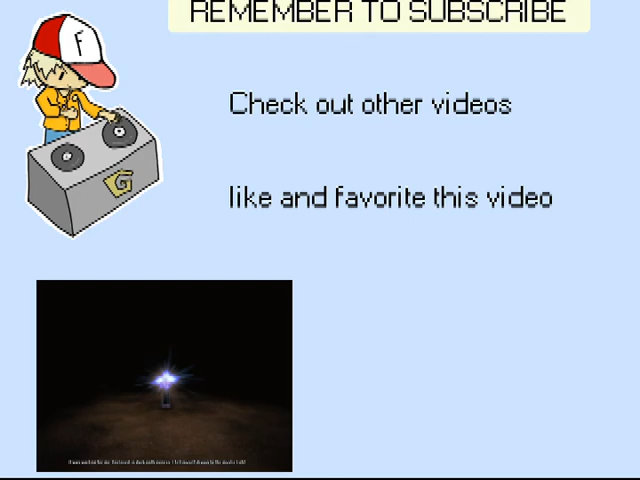 REMEMBER TO SUBSCRIBE
F
Check out other videos
G
like and favorite this video